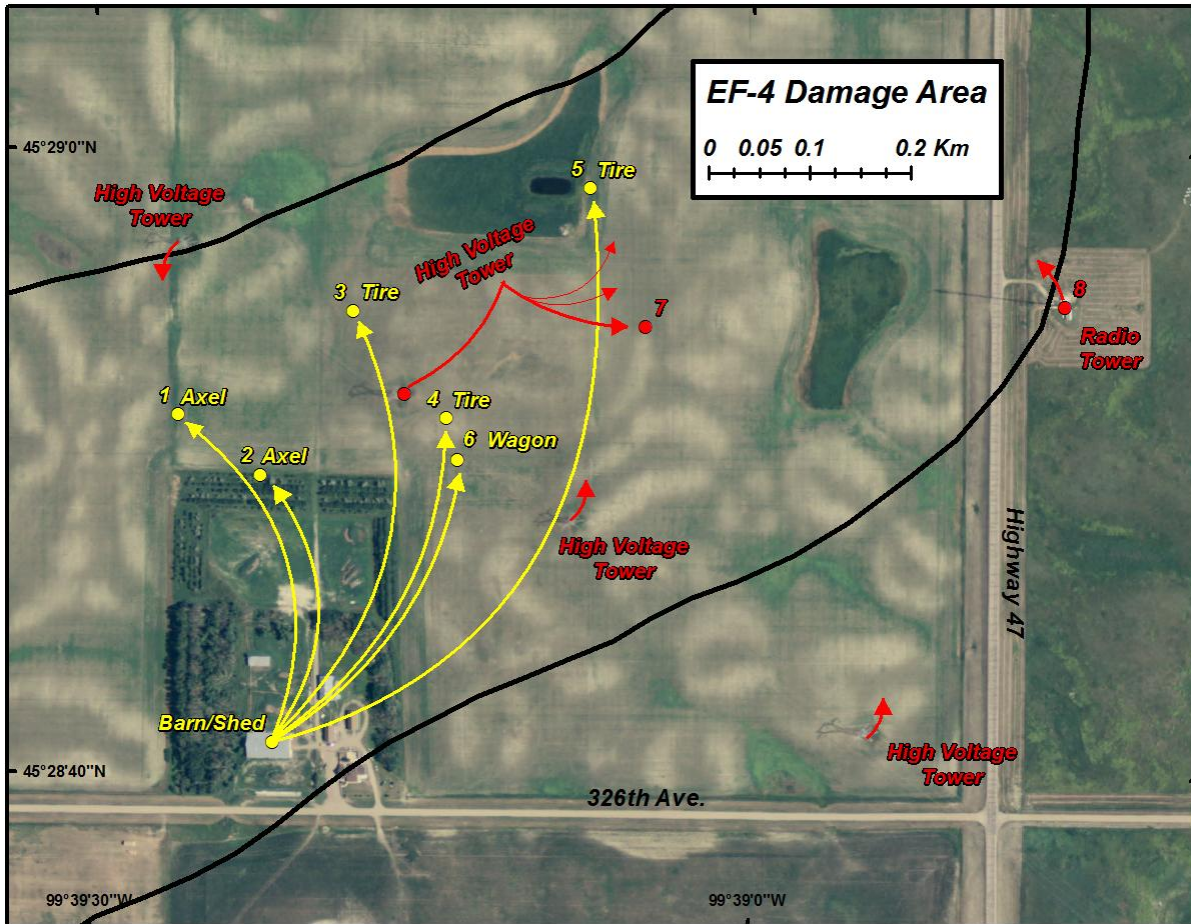 EF-4 Damage Area
0 0.05 0.1 0.2 Km
45°29'0"N
5 Tire
High Voltage
Tower
High Voltage
Tower
3 Tire
7
8
Radio
Tower
1 Axel
4 Tire
6 Wagon
2 Axel
High Voltage
Tower
Highway 47
Barn/Shed
High Voltage
Tower
45°28'40"N
326th Ave.
99°39'30"W
99°39'0"W